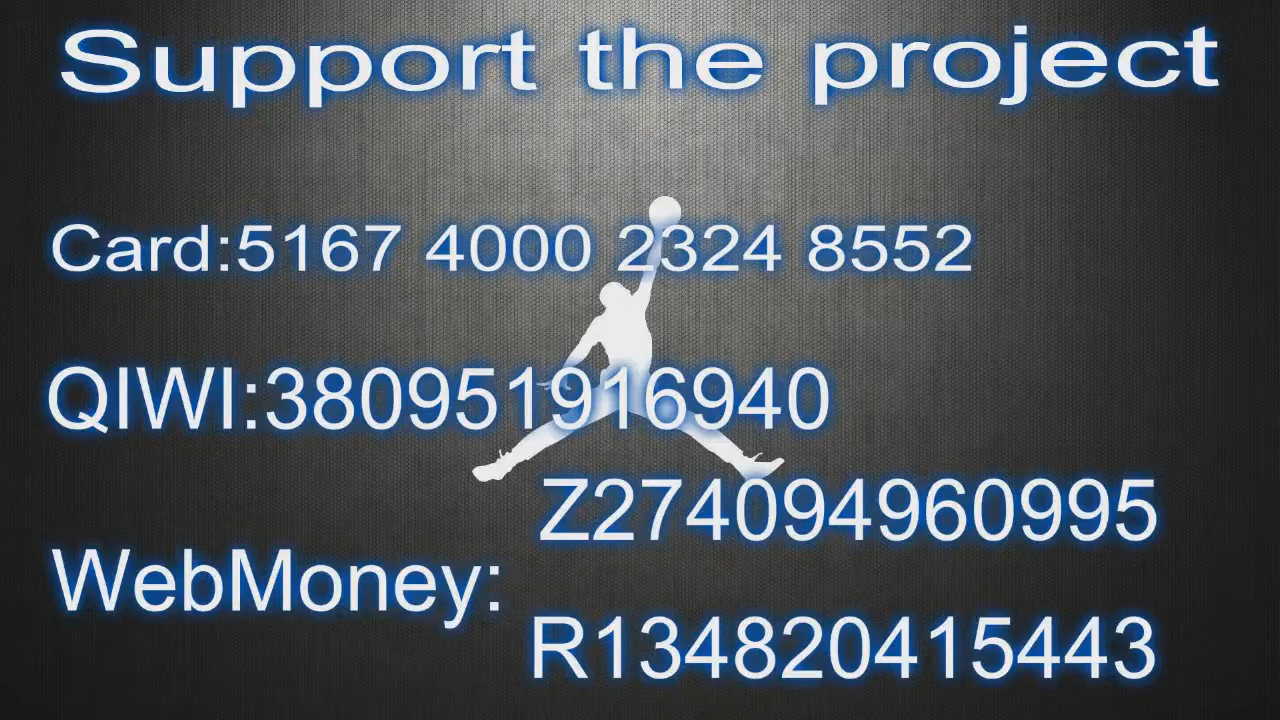 Support the project
Card:5167 4000 2324 8552
QIWI:380951916940
Z274094960995
WebMoney:
R134820415443